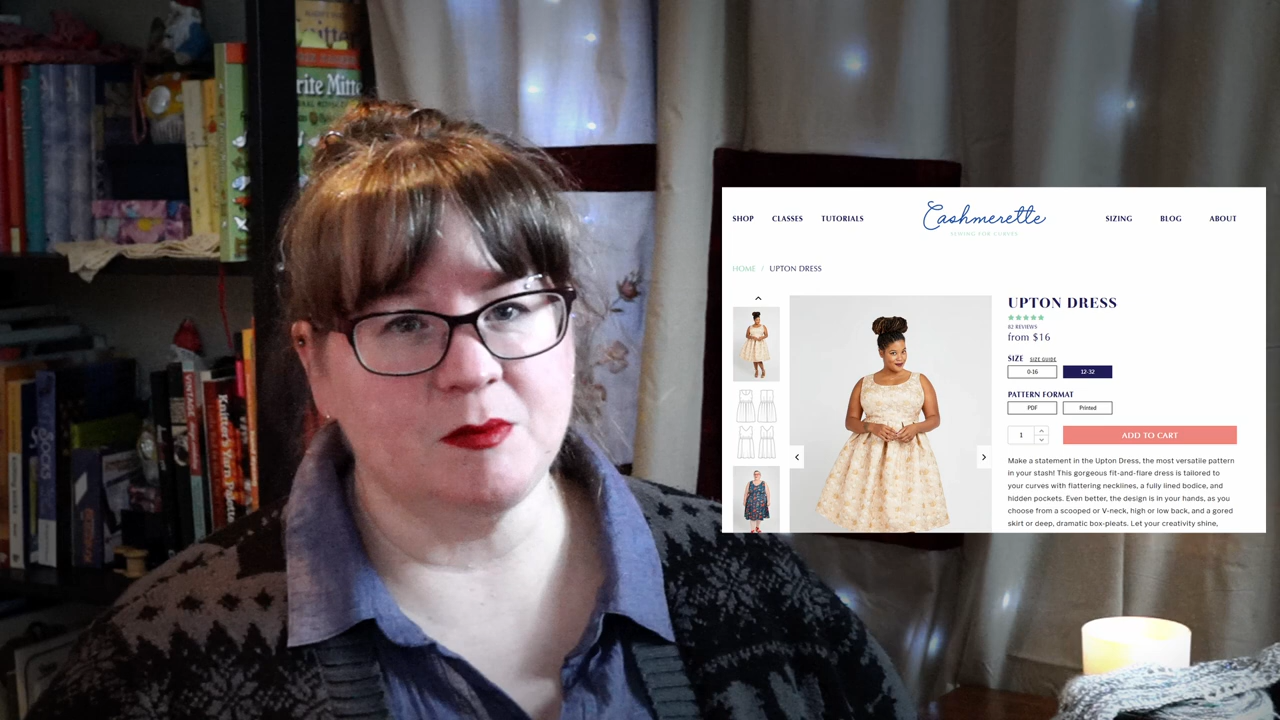 rite Mitte
VINTAGE
Knitter's
Socks
SHOP CLASSES TUTORIALS
Cashmerette
SEWING FOR CURVES
SIZING BLOG ABOUT
HOME / UPTON DRESS
UPTON DRESS
82 REVIEWS
from $16
SIZE SIZE GUIDE
0-16 12-32
PATTERN FORMAT
PDF Printed
1 ADD TO CART
Make a statement in the Upton Dress, the most versatile pattern
in your stash! This gorgeous fit-and-flare dress is tailored to
your curves with flattering necklines, a fully lined bodice, and
hidden pockets. Even better, the design is in your hands, as you
choose from a scooped or V-neck, high or low back, and a gored
skirt or deep, dramatic box-pleats. Let your creativity shine,